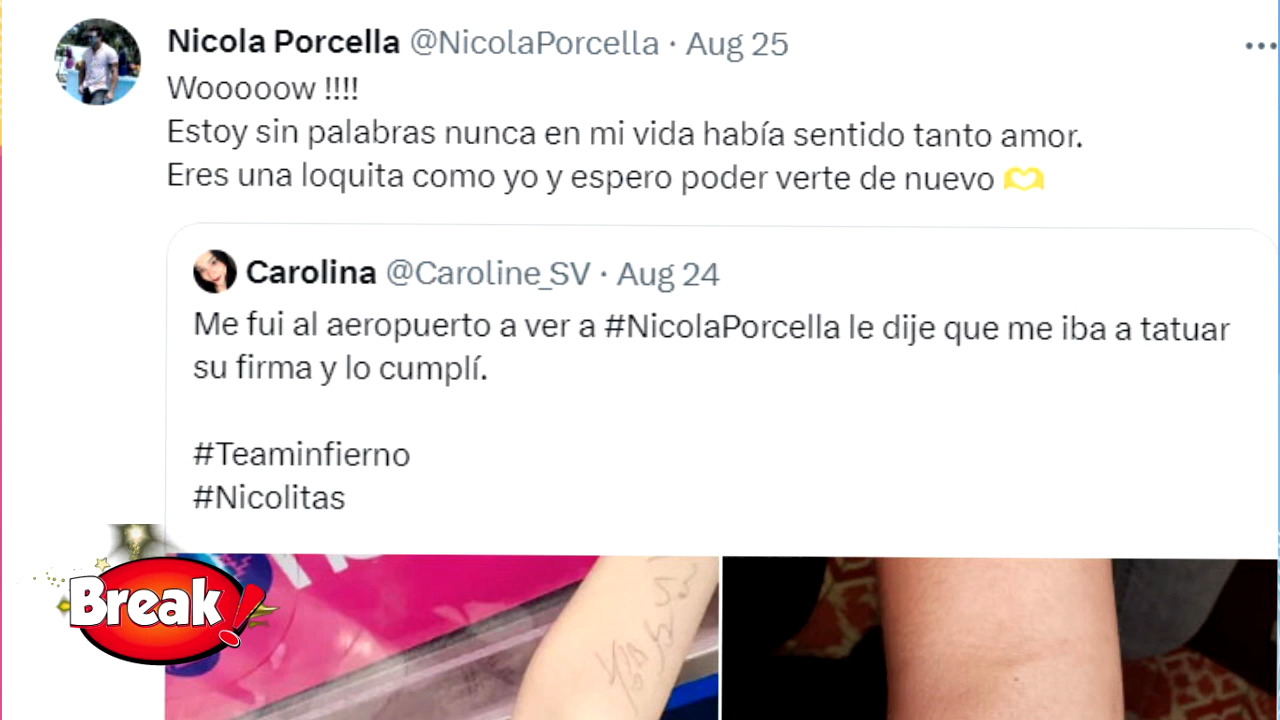 Nicola Porcella @NicolaPorcella · Aug 25
Wooooow !!!!
Estoy sin palabras nunca en mi vida había sentido tanto amor.
Eres una loquita como yo y espero poder verte de nuevo 🫶
Carolina @Caroline_SV · Aug 24
Me fui al aeropuerto a ver a #NicolaPorcella le dije que me iba a tatuar
su firma y lo cumplí.
#Teaminfierno
#Nicolitas
Break!